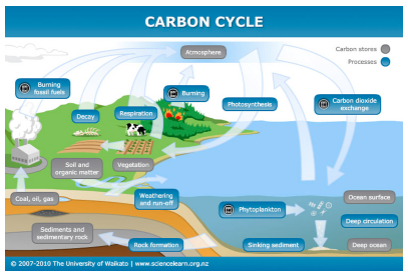 CARBON CYCLE
Atmosphere
Carbon stores
Processes
Burning
fossil fuels
Burning
Decay
Respiration
Photosynthesis
Carbon dioxide
exchange
Soil and
organic matter
Vegetation
Coal, oil, gas
Weathering
and run-off
Phytoplankton
Ocean surface
Deep circulation
Sediments and
sedimentary rock
Rock formation
Sinking sediment
Deep ocean
© 2007-2010 The University of Waikato | www.sciencelearn.org.nz